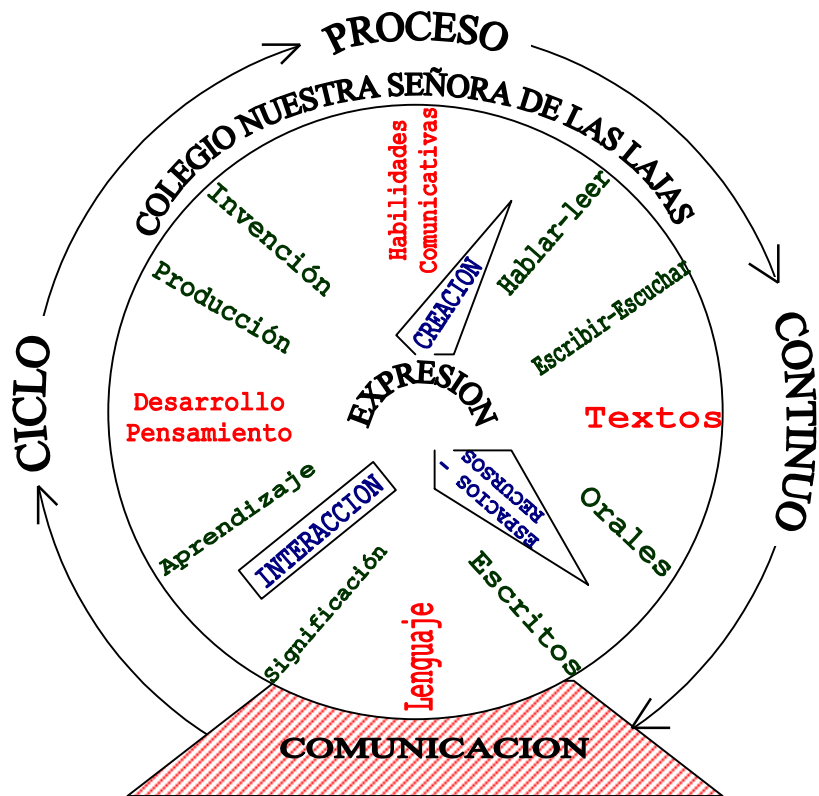 PROCESO
COLEGIO NUESTRA SEÑORA DE LAS LAJAS
Habilidades
Comunicativas
Hablar-leer
Escribir-Escuchar
Textos
Orales
Escritos
Lenguaje
Significación
Aprendizaje
Desarrollo
Pensamiento
Producción
Invención
CREACION
EXPRESION
ESPACIOS -
RECURSOS
INTERACCION
CICLO
CONTINUO
COMUNICACION